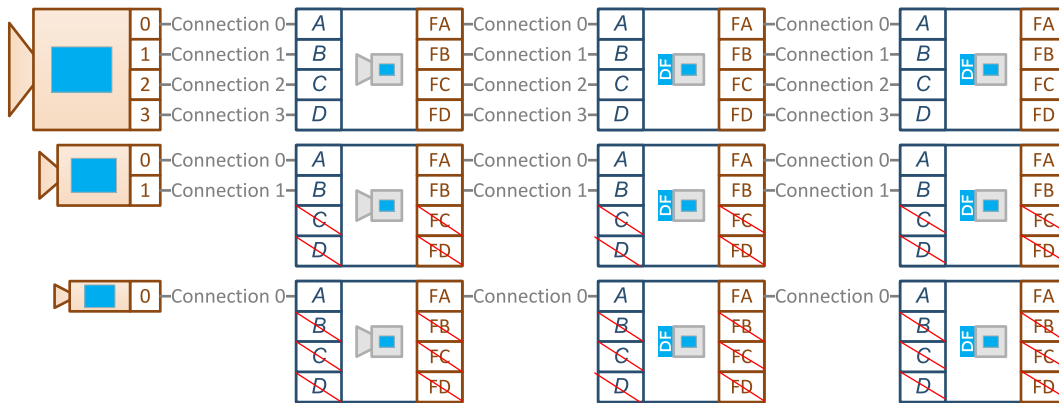 0 Connection 0 A FA Connection 0 A FA Connection 0 A FA
1 Connection 1 B FB Connection 1 B DF FB Connection 1 B DF FB
2 Connection 2 C FC Connection 2 C FC Connection 2 C FC
3 Connection 3 D FD Connection 3 D FD Connection 3 D FD
0 Connection 0 A FA Connection 0 A FA Connection 0 A FA
1 Connection 1 B FB Connection 1 B DF FB Connection 1 B DF FB
C FC C FC C FC
D FD D FD D FD
0 Connection 0 A FA Connection 0 A FA Connection 0 A FA
B FB B DF FB B DF FB
C FC C FC C FC
D FD D FD D FD